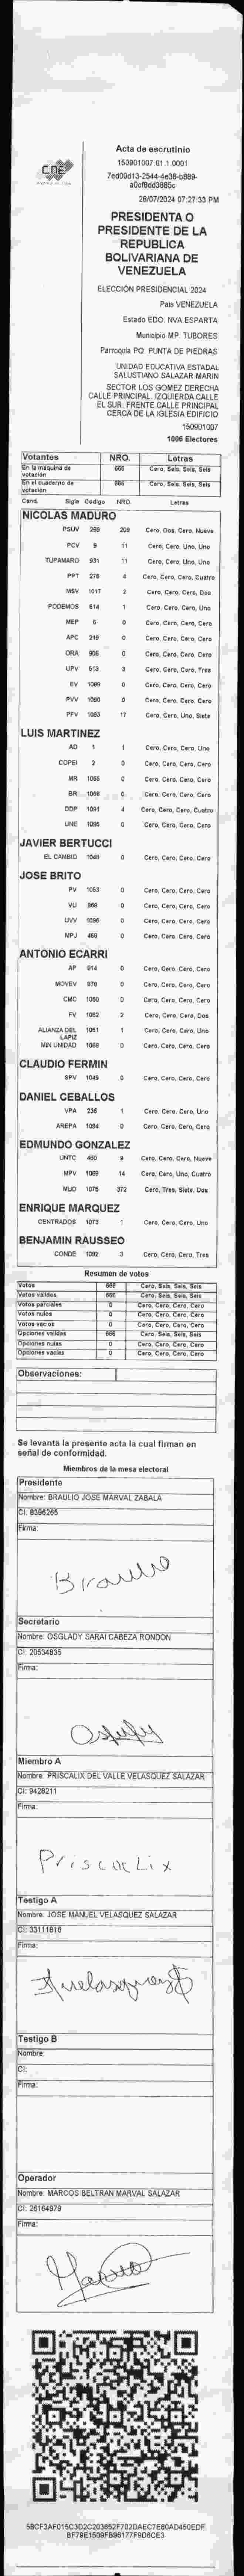 CNE
Acta de escrutinio
150901007.01.1.0001
7ed00d13-2544-4e38-b889-
a0cf8dd3885c
28/07/2024 07:27:33 PM
PRESIDENTA O
PRESIDENTE DE LA
REPUBLICA
BOLIVARIANA DE
VENEZUELA
ELECCIÓN PRESIDENCIAL 2024
Pais VENEZUELA
Estado EDO. NVA.ESPARTA
Municipio MP. TUBORES
Parroquia PQ. PUNTA DE PIEDRAS
UNIDAD EDUCATIVA ESTADAL
SALUSTIANO SALAZAR MARIN
SECTOR LOS GOMEZ DERECHA
CALLE PRINCIPAL. IZQUIERDA CALLE
EL SUR. FRENTE CALLE PRINCIPAL
CERCA DE LA IGLESIA EDIFICIO
150901007
1006 Electores
Votantes NRO. Letras
En la máquina de votación 666 Cero, Seis, Seis, Seis
En el cuaderno de votación 666 Cero, Seis, Seis, Seis
Cand. Sigla Codigo NRO Letras
NICOLAS MADURO
PSUV 269 209 Cero, Dos, Cero, Nueve
PCV 9 11 Cero, Cero, Uno, Uno
TUPAMARO 931 11 Cero, Cero, Uno, Uno
PPT 276 4 Cero, Cero, Cero, Cuatro
MSV 1017 2 Cero, Cero, Cero, Dos
PODEMOS 614 1 Cero, Cero, Cero, Uno
MEP 6 0 Cero, Cero, Cero, Cero
APC 219 0 Cero, Cero, Cero, Cero
ORA 906 0 Cero, Cero, Cero, Cero
UPV 513 3 Cero, Cero, Cero, Tres
EV 1089 0 Cero, Cero, Cero, Cero
PVV 1090 0 Cero, Cero, Cero, Cero
PFV 1093 17 Cero, Cero, Uno, Siete
LUIS MARTINEZ
AD 1 1 Cero, Cero, Cero, Uno
COPEI 2 0 Cero, Cero, Cero, Cero
MR 1065 0 Cero, Cero, Cero, Cero
BR 1066 0 Cero, Cero, Cero, Cero
DDP 1091 4 Cero, Cero, Cero, Cuatro
UNE 1095 0 Cero, Cero, Cero, Cero
JAVIER BERTUCCI
EL CAMBIO 1048 0 Cero, Cero, Cero, Cero
JOSE BRITO
PV 1053 0 Cero, Cero, Cero, Cero
VU 868 0 Cero, Cero, Cero, Cero
UVV 1096 0 Cero, Cero, Cero, Cero
MPJ 458 0 Cero, Cero, Cero, Cero
ANTONIO ECARRI
AP 914 0 Cero, Cero, Cero, Cero
MOVEV 979 0 Cero, Cero, Cero, Cero
CMC 1050 0 Cero, Cero, Cero, Cero
FV 1062 2 Cero, Cero, Cero, Dos
ALIANZA DEL LAPIZ 1051 1 Cero, Cero, Cero, Uno
MIN UNIDAD 1068 0 Cero, Cero, Cero, Cero
CLAUDIO FERMIN
SPV 1049 0 Cero, Cero, Cero, Cero
DANIEL CEBALLOS
VPA 235 1 Cero, Cero, Cero, Uno
AREPA 1094 0 Cero, Cero, Cero, Cero
EDMUNDO GONZALEZ
UNTC 480 9 Cero, Cero, Cero, Nueve
MPV 1069 14 Cero, Cero, Uno, Cuatro
MUD 1075 372 Cero, Tres, Siete, Dos
ENRIQUE MARQUEZ
CENTRADOS 1073 1 Cero, Cero, Cero, Uno
BENJAMIN RAUSSEO
CONDE 1092 3 Cero, Cero, Cero, Tres
Resumen de votos
Votos 666 Cero, Seis, Seis, Seis
Votos válidos 666 Cero, Seis, Seis, Seis
Votos parciales 0 Cero, Cero, Cero, Cero
Votos nulos 0 Cero, Cero, Cero, Cero
Votos vacios 0 Cero, Cero, Cero, Cero
Opciones validas 666 Cero, Seis, Seis, Seis
Opciones nulas 0 Cero, Cero, Cero, Cero
Opciones vacias 0 Cero, Cero, Cero, Cero
Observaciones:
Se levanta la presente acta la cual firman en
señal de conformidad.
Miembros de la mesa electoral
Presidente
Nombre: BRAULIO JOSE MARVAL ZABALA
CI: 8396265
Firma:
Braulio
Secretario
Nombre: OSGLADY SARAI CABEZA RONDON
CI: 20534835
Firma:
Miembro A
Nombre: PRISCALIX DEL VALLE VELASQUEZ SALAZAR
CI: 9428211
Firma:
PriscaLix
Testigo A
Nombre: JOSE MANUEL VELASQUEZ SALAZAR
CI: 33111816
Firma:
Testigo B
Nombre:
CI:
Firma:
Operador
Nombre: MARCOS BELTRAN MARVAL SALAZAR
CI: 26164979
Firma:
58CF3AF015C3D2C203652F702DAEC7E80AD450EDF
BF79E1509FB96177F9D6CE3